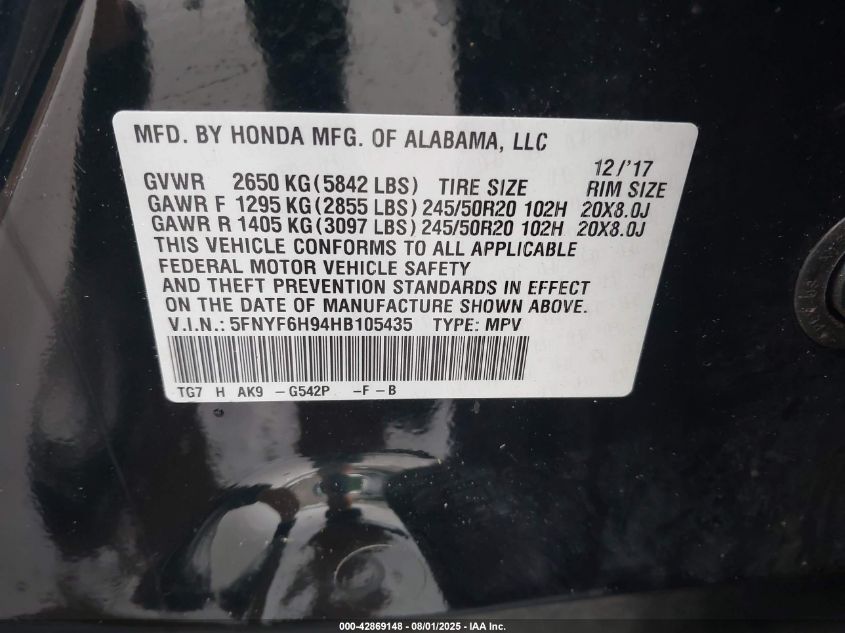 MFD. BY HONDA MFG. OF ALABAMA, LLC
12/'17
GVWR 2650 KG (5842 LBS) TIRE SIZE RIM SIZE
GAWR F 1295 KG (2855 LBS) 245/50R20 102H 20X8.0J
GAWR R 1405 KG (3097 LBS) 245/50R20 102H 20X8.0J
THIS VEHICLE CONFORMS TO ALL APPLICABLE
FEDERAL MOTOR VEHICLE SAFETY
AND THEFT PREVENTION STANDARDS IN EFFECT
ON THE DATE OF MANUFACTURE SHOWN ABOVE.
V.I.N.: 5FNYF6H94HB105435 TYPE: MPV
TG7 H AK9 -G542P -F-B
000-42869148 - 08/01/2025 - IAA Inc.